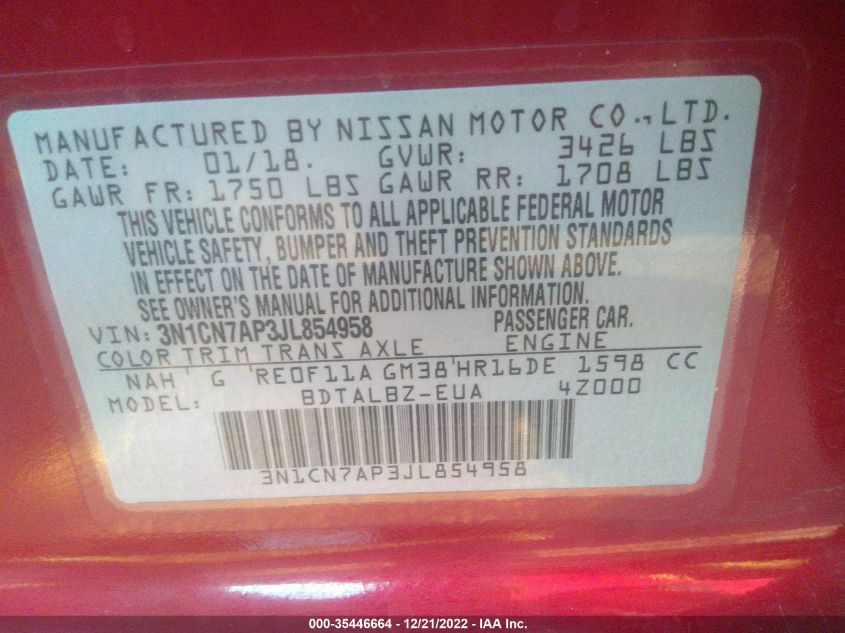 MANUFACTURED BY NISSAN MOTOR CO., LTD.
DATE: 01/18. GVWR: 3426 LBS
GAWR FR: 1750 LBS GAWR RR: 1708 LBS
THIS VEHICLE CONFORMS TO ALL APPLICABLE FEDERAL MOTOR
VEHICLE SAFETY, BUMPER AND THEFT PREVENTION STANDARDS
IN EFFECT ON THE DATE OF MANUFACTURE SHOWN ABOVE.
SEE OWNER'S MANUAL FOR ADDITIONAL INFORMATION.
VIN: 3N1CN7AP3JL854958 PASSENGER CAR.
COLOR TRIM TRANS AXLE ENGINE
NAH G RE0F11A GM38 HR16DE 1598 CC
MODEL: BDTALBZ-EUA 4Z000
3N1CN7AP3JL854958
000-35446664 - 12/21/2022 - IAA Inc.